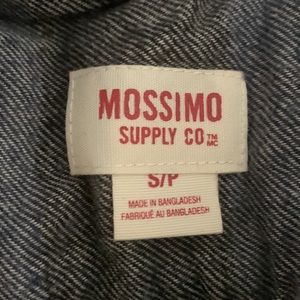 MOSSIMO
SUPPLY CO ™ MC
S/P
MADE IN BANGLADESH
FABRIQUÉ AU BANGLADESH